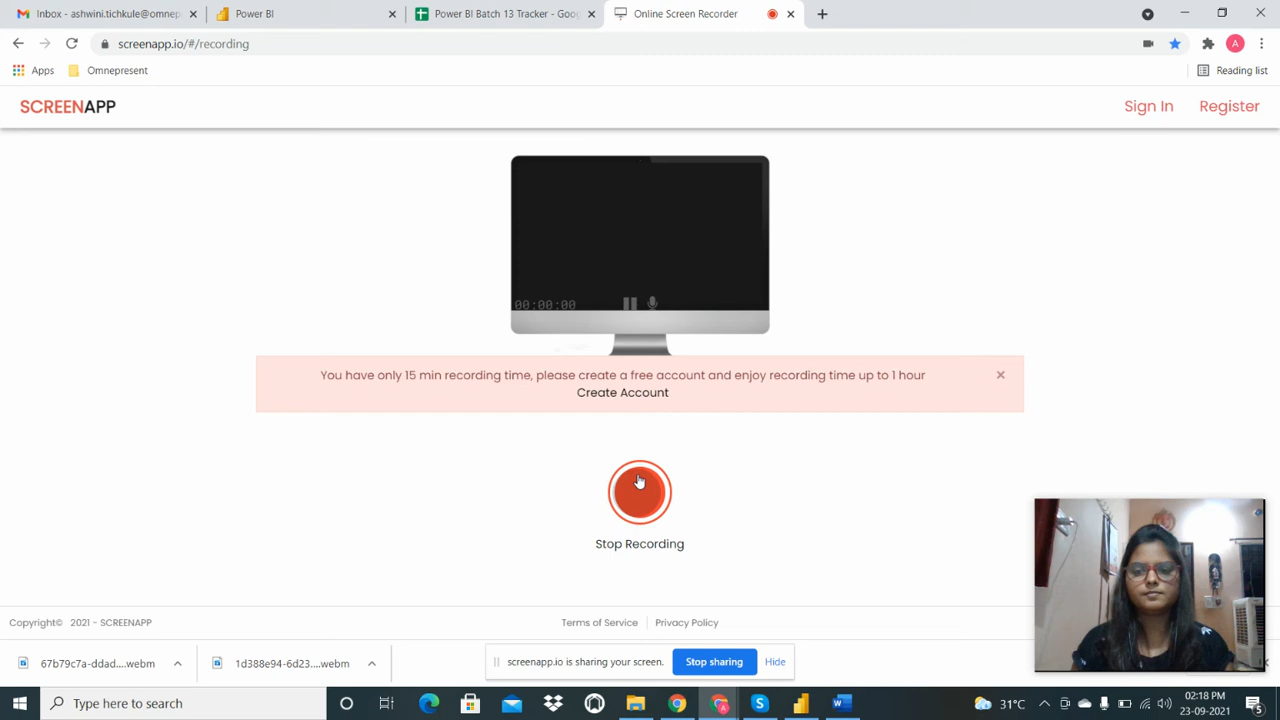 Inbox - ashwini.tichkule@omnep
Power BI
Power BI Batch 13 Tracker - Goog
Online Screen Recorder
screenapp.io/#/recording
A
Apps
Omnepresent
Reading list
SCREENAPP
Sign In
Register
00:00:00
You have only 15 min recording time, please create a free account and enjoy recording time up to 1 hour
Create Account
Stop Recording
Copyright© 2021 - SCREENAPP
Terms of Service
Privacy Policy
67b79c7a-ddad....webm
1d388e94-6d23....webm
screenapp.io is sharing your screen.
Stop sharing
Hide
Type here to search
31°C
02:18 PM
23-09-2021
5